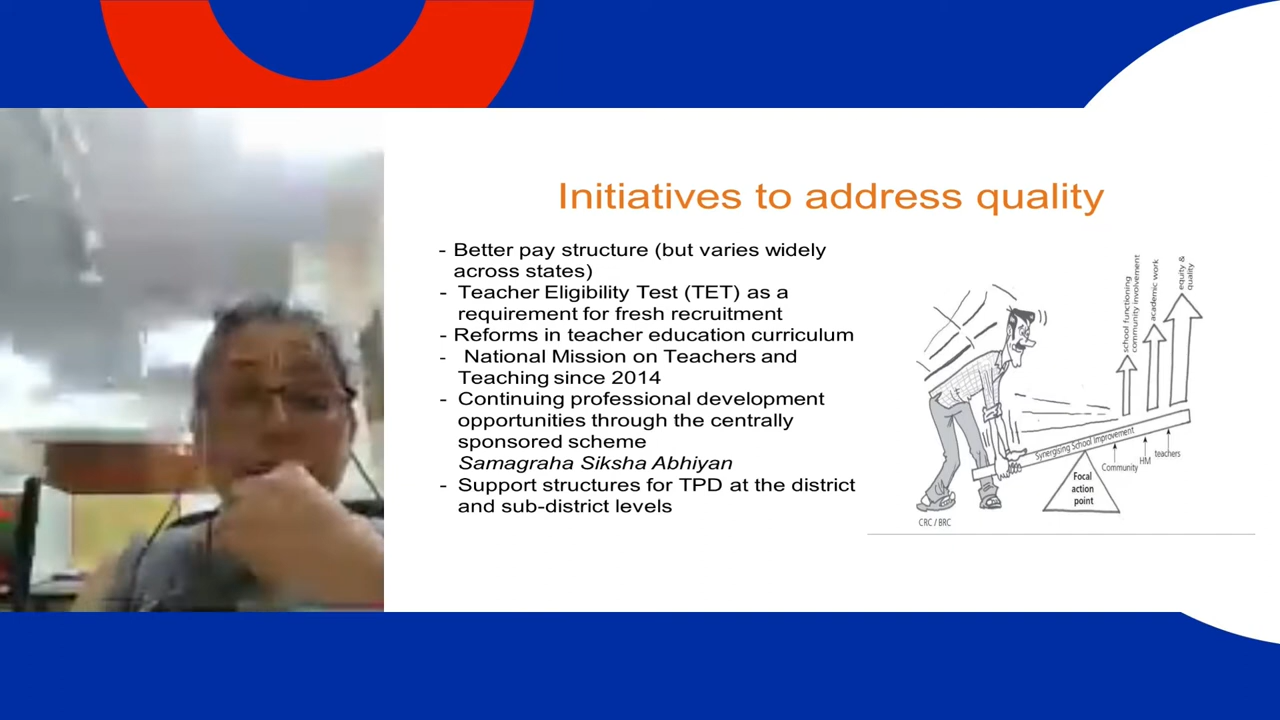 Initiatives to address quality
- Better pay structure (but varies widely
across states)
- Teacher Eligibility Test (TET) as a
requirement for fresh recruitment
- Reforms in teacher education curriculum
- National Mission on Teachers and
Teaching since 2014
- Continuing professional development
opportunities through the centrally
sponsored scheme
Samagraha Siksha Abhiyan
- Support structures for TPD at the district
and sub-district levels
school functioning
community involvement
academic work
equity &
quality
Synergising School Improvement
Community
HM
teachers
Focal
action
point
CRC / BRC